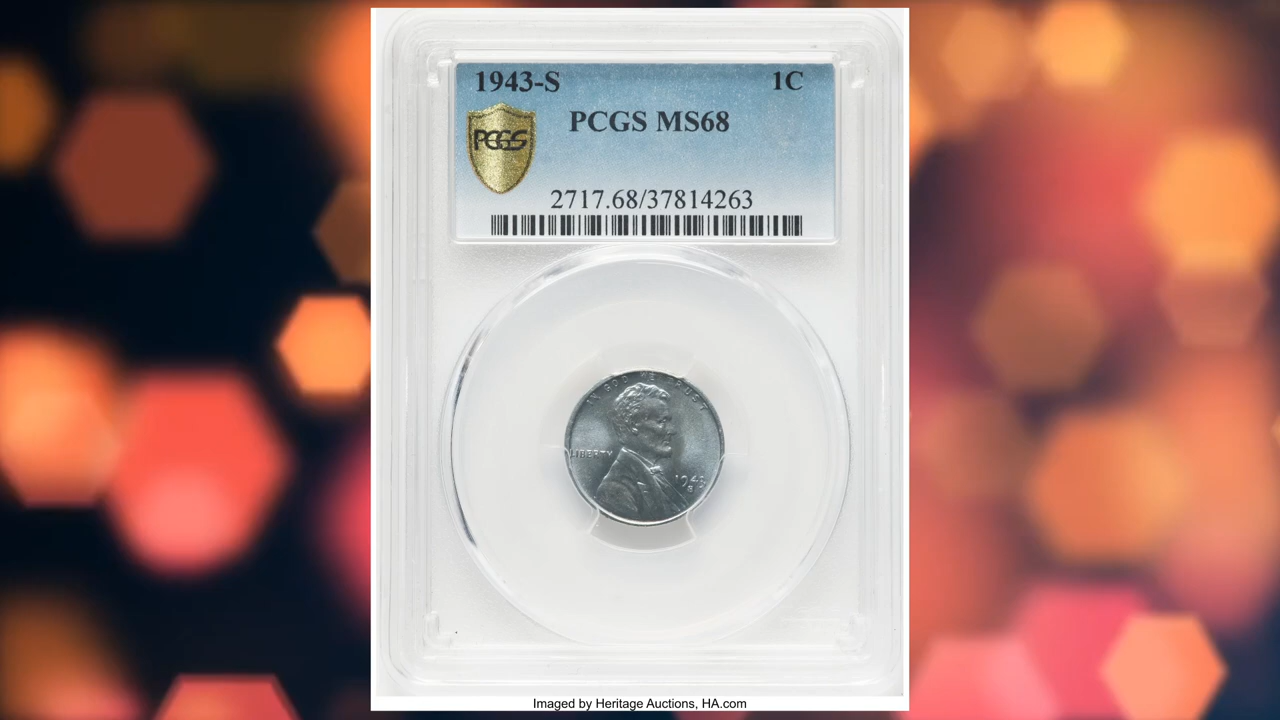 1943-S 1C
PCGS
PCGS MS68
2717.68/37814263
IN GOD WE TRUST
LIBERTY
1943
S
Imaged by Heritage Auctions, HA.com